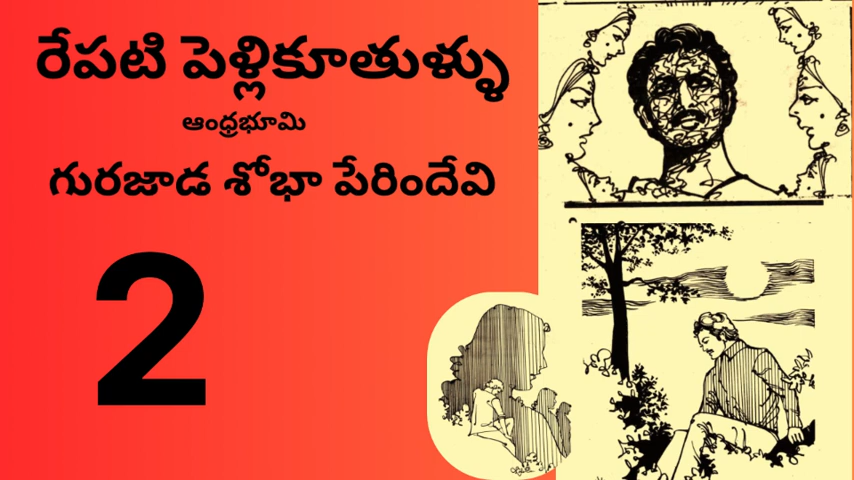 రేపటి పెళ్లికూతుళ్ళు
ఆంధ్రభూమి
గురజాడ శోభా పేరిందేవి
2